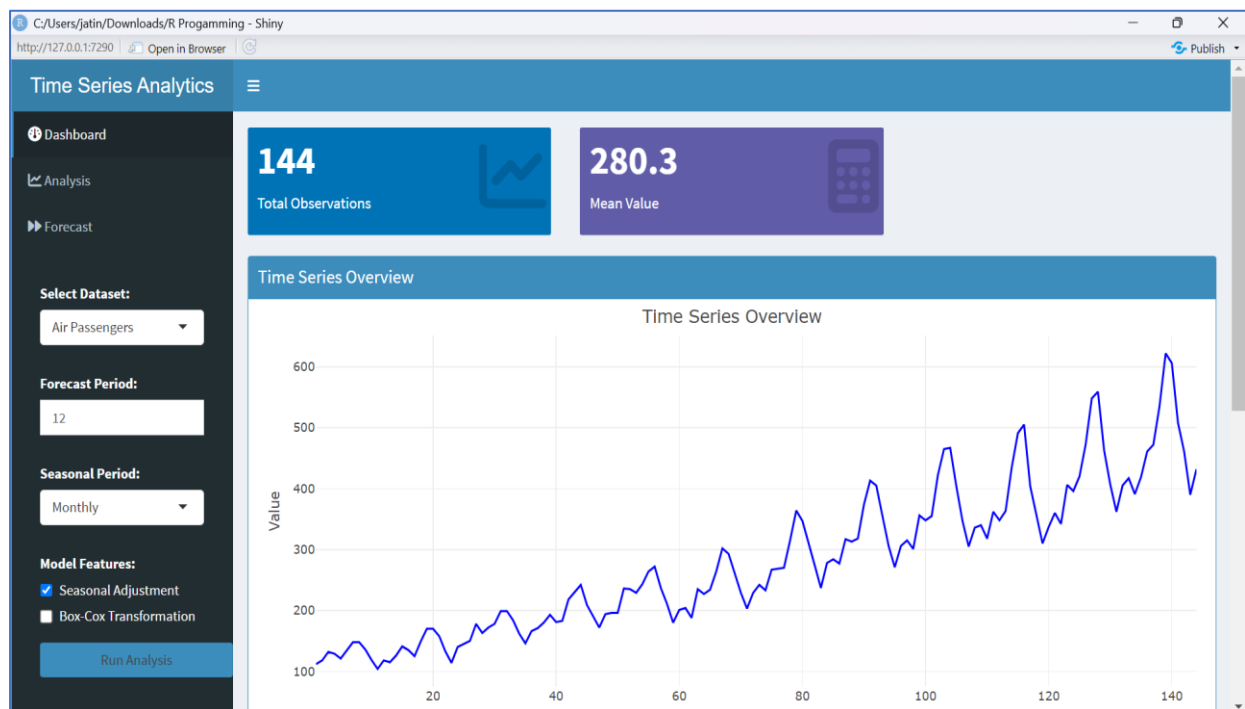 C:/Users/jatin/Downloads/R Progamming - Shiny
http://127.0.0.1:7290 Open in Browser Publish
Time Series Analytics
Dashboard
Analysis
Forecast
Select Dataset:
Air Passengers
Forecast Period:
12
Seasonal Period:
Monthly
Model Features:
Seasonal Adjustment
Box-Cox Transformation
Run Analysis
144
Total Observations
280.3
Mean Value
Time Series Overview
Time Series Overview
Value
600
500
400
300
200
100
20 40 60 80 100 120 140